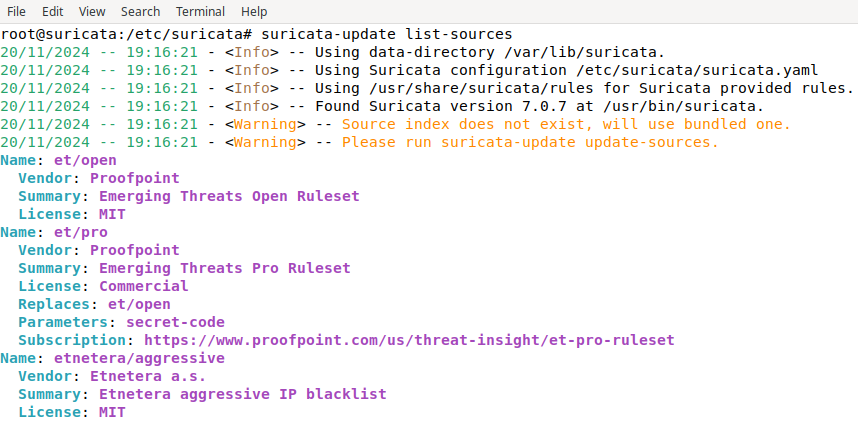 File Edit View Search Terminal Help
root@suricata:/etc/suricata# suricata-update list-sources
20/11/2024 -- 19:16:21 - <Info> -- Using data-directory /var/lib/suricata.
20/11/2024 -- 19:16:21 - <Info> -- Using Suricata configuration /etc/suricata/suricata.yaml
20/11/2024 -- 19:16:21 - <Info> -- Using /usr/share/suricata/rules for Suricata provided rules.
20/11/2024 -- 19:16:21 - <Info> -- Found Suricata version 7.0.7 at /usr/bin/suricata.
20/11/2024 -- 19:16:21 - <Warning> -- Source index does not exist, will use bundled one.
20/11/2024 -- 19:16:21 - <Warning> -- Please run suricata-update update-sources.
Name: et/open
  Vendor: Proofpoint
  Summary: Emerging Threats Open Ruleset
  License: MIT
Name: et/pro
  Vendor: Proofpoint
  Summary: Emerging Threats Pro Ruleset
  License: Commercial
  Replaces: et/open
  Parameters: secret-code
  Subscription: https://www.proofpoint.com/us/threat-insight/et-pro-ruleset
Name: etnetera/aggressive
  Vendor: Etnetera a.s.
  Summary: Etnetera aggressive IP blacklist
  License: MIT